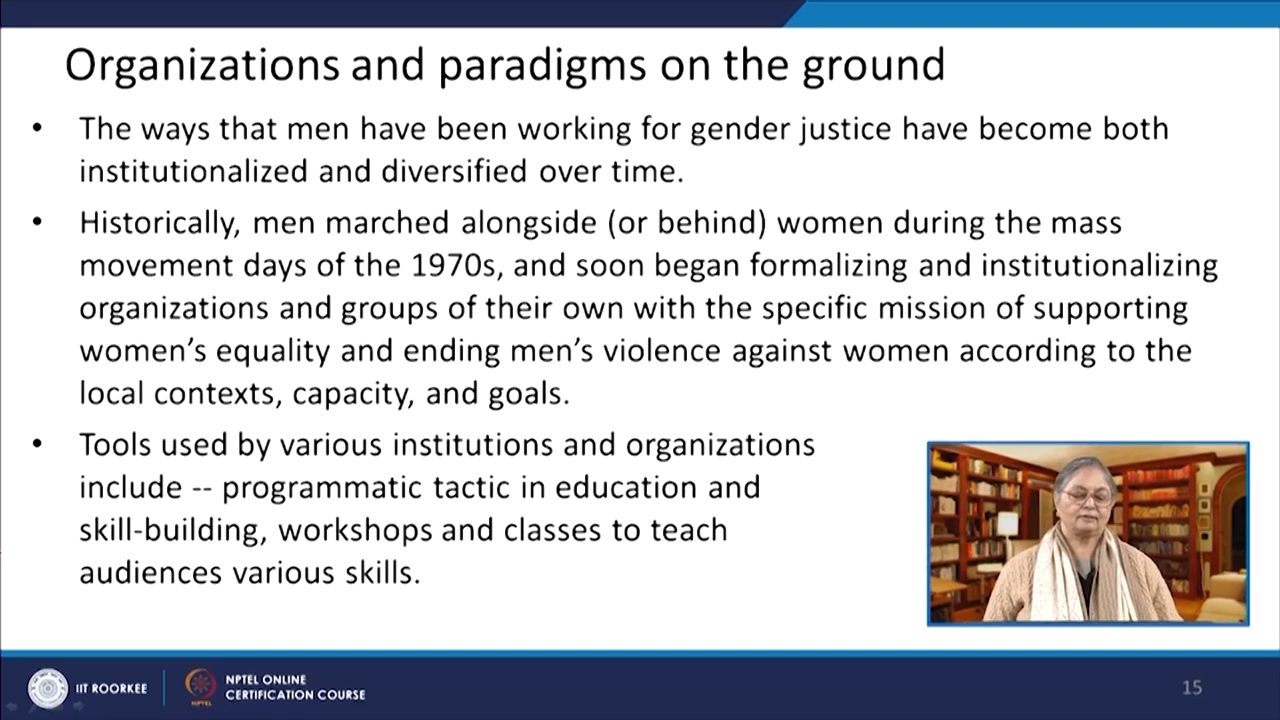 Organizations and paradigms on the ground
• The ways that men have been working for gender justice have become both
institutionalized and diversified over time.
• Historically, men marched alongside (or behind) women during the mass
movement days of the 1970s, and soon began formalizing and institutionalizing
organizations and groups of their own with the specific mission of supporting
women’s equality and ending men’s violence against women according to the
local contexts, capacity, and goals.
• Tools used by various institutions and organizations
include -- programmatic tactic in education and
skill-building, workshops and classes to teach
audiences various skills.
IIT ROORKEE
NPTEL
NPTEL ONLINE
CERTIFICATION COURSE
15